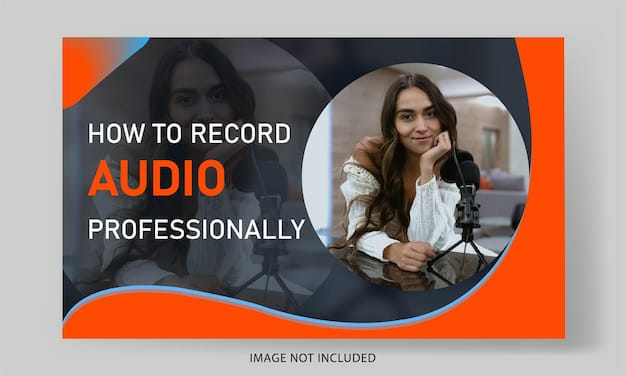 HOW TO RECORD
AUDIO
PROFESSIONALLY
IMAGE NOT INCLUDED